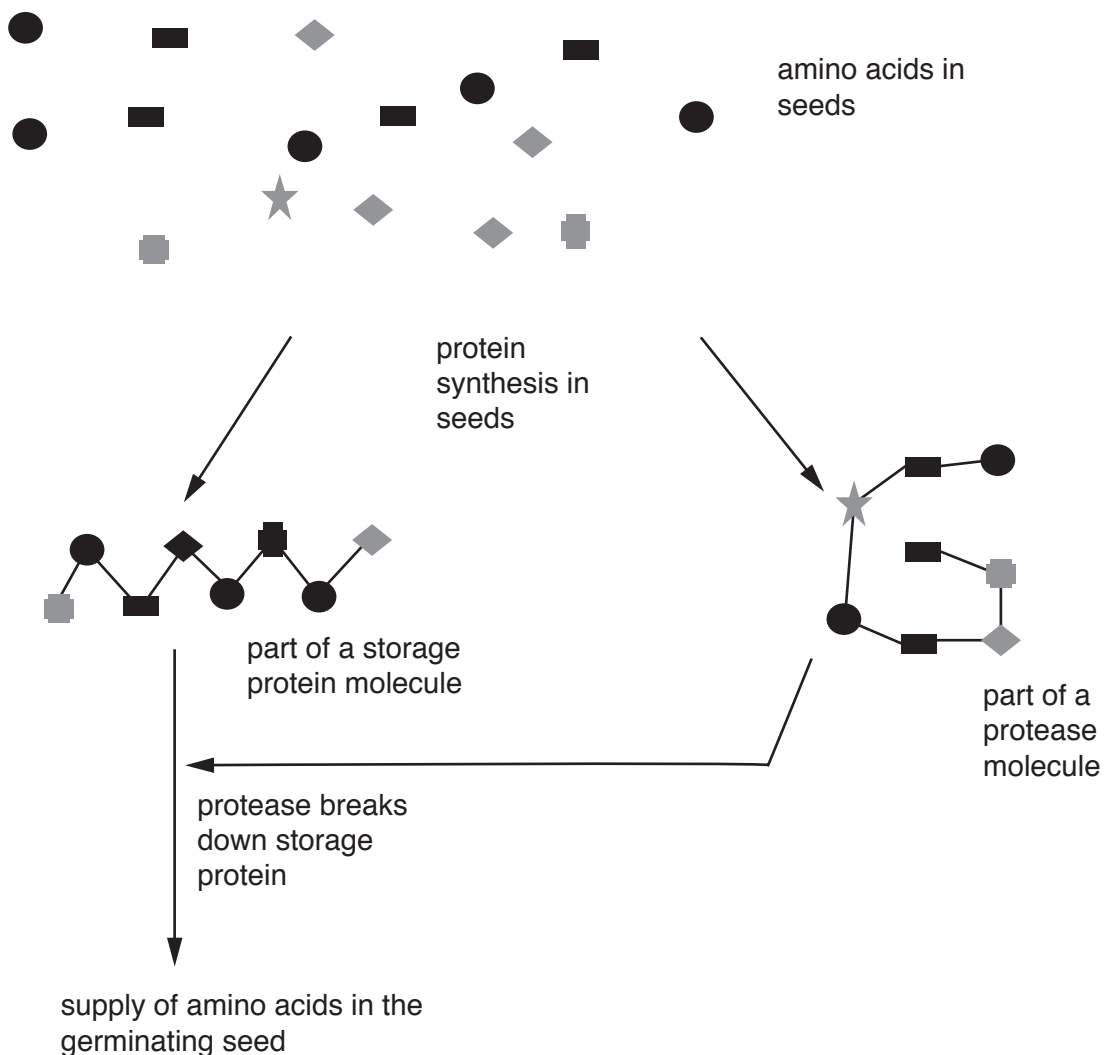 amino acids in
seeds
protein
synthesis in
seeds
part of a storage
protein molecule
part of a
protease
molecule
protease breaks
down storage
protein
supply of amino acids in the
germinating seed